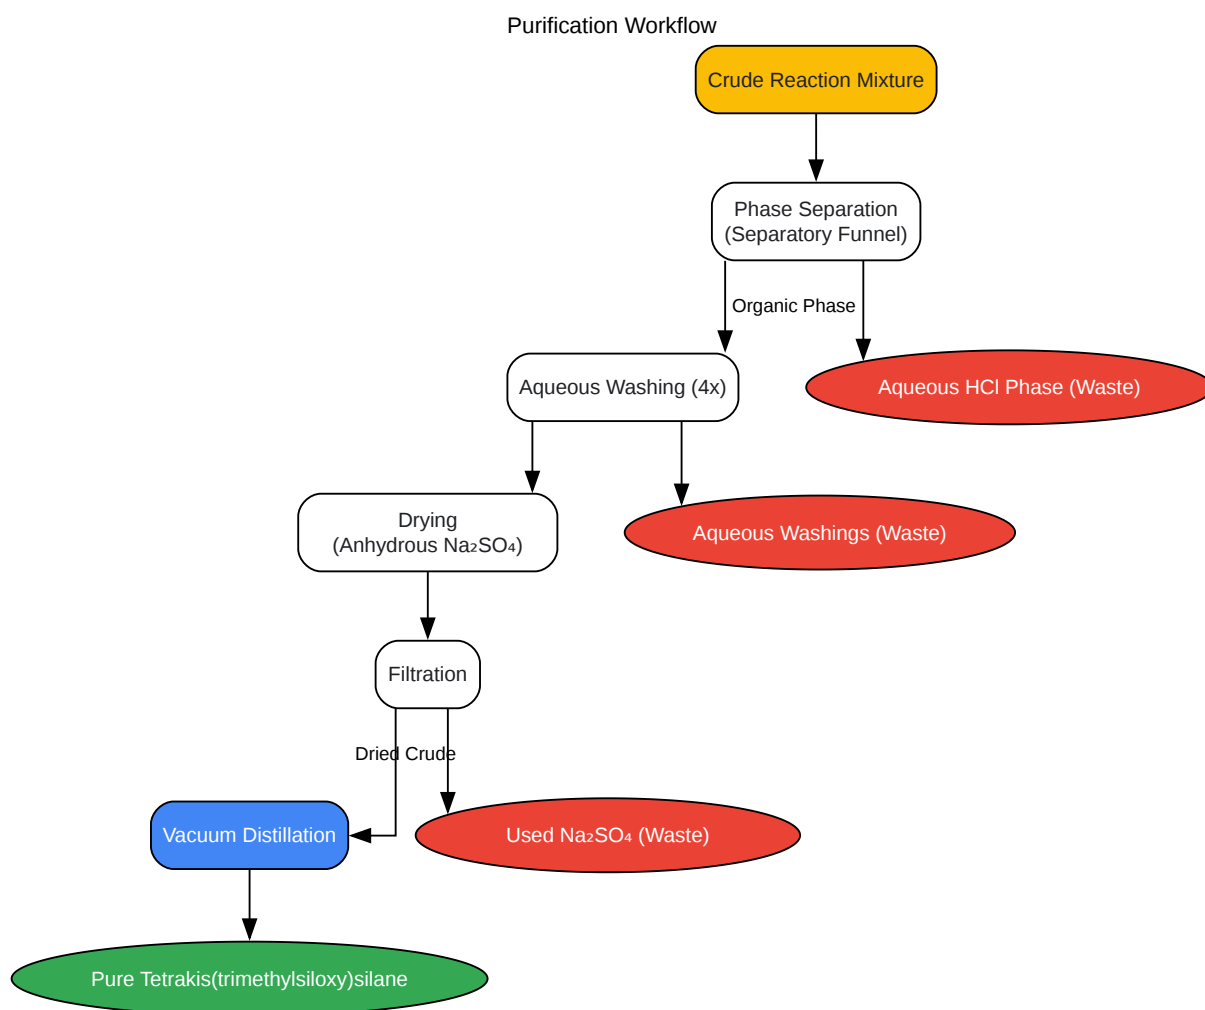 Purification Workflow
Crude Reaction Mixture
Phase Separation
(Separatory Funnel)
Organic Phase
Aqueous Washing (4x)
Aqueous HCl Phase (Waste)
Drying
(Anhydrous Na₂SO₄)
Aqueous Washings (Waste)
Filtration
Dried Crude
Vacuum Distillation
Used Na₂SO₄ (Waste)
Pure Tetrakis(trimethylsiloxy)silane